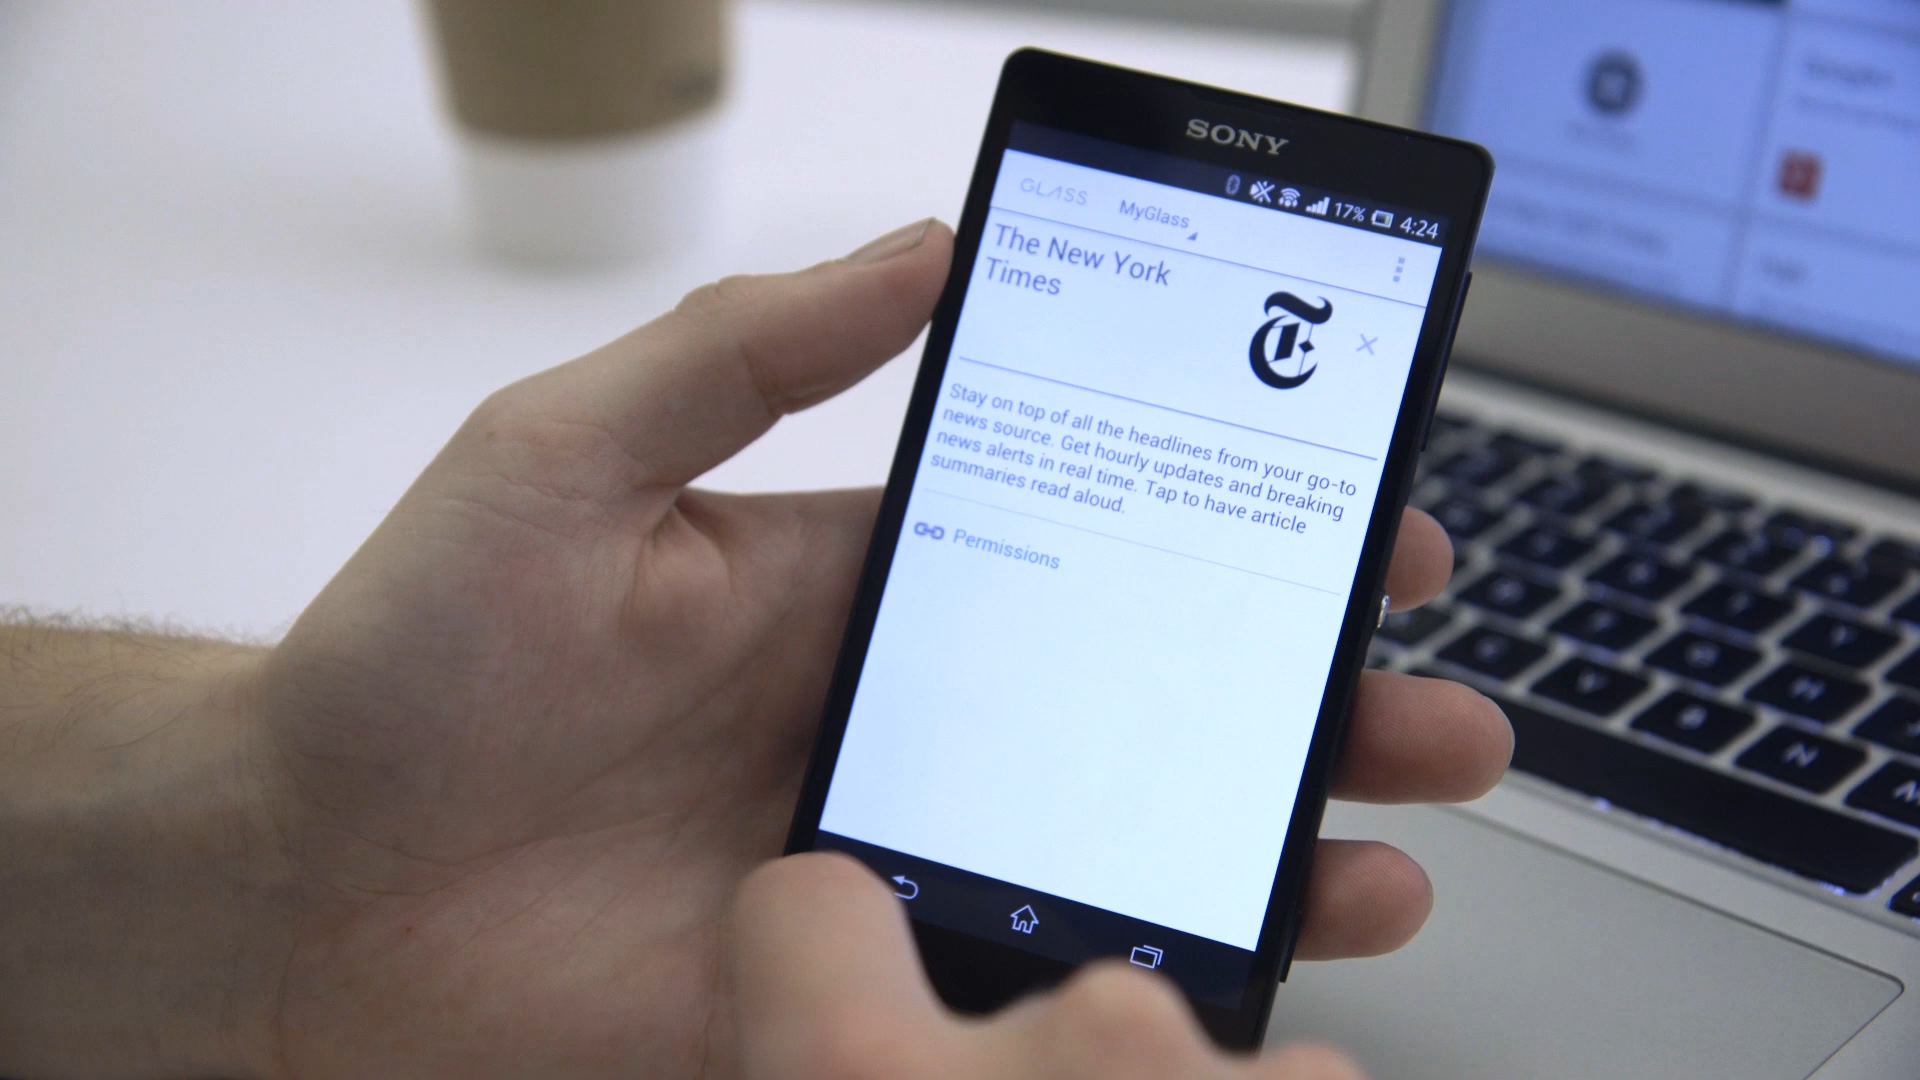 SONY
17% 4:24
GLASS MyGlass
The New York
Times
Stay on top of all the headlines from your go-to
news source. Get hourly updates and breaking
news alerts in real time. Tap to have article
summaries read aloud.
Permissions
V
B
H
N
M